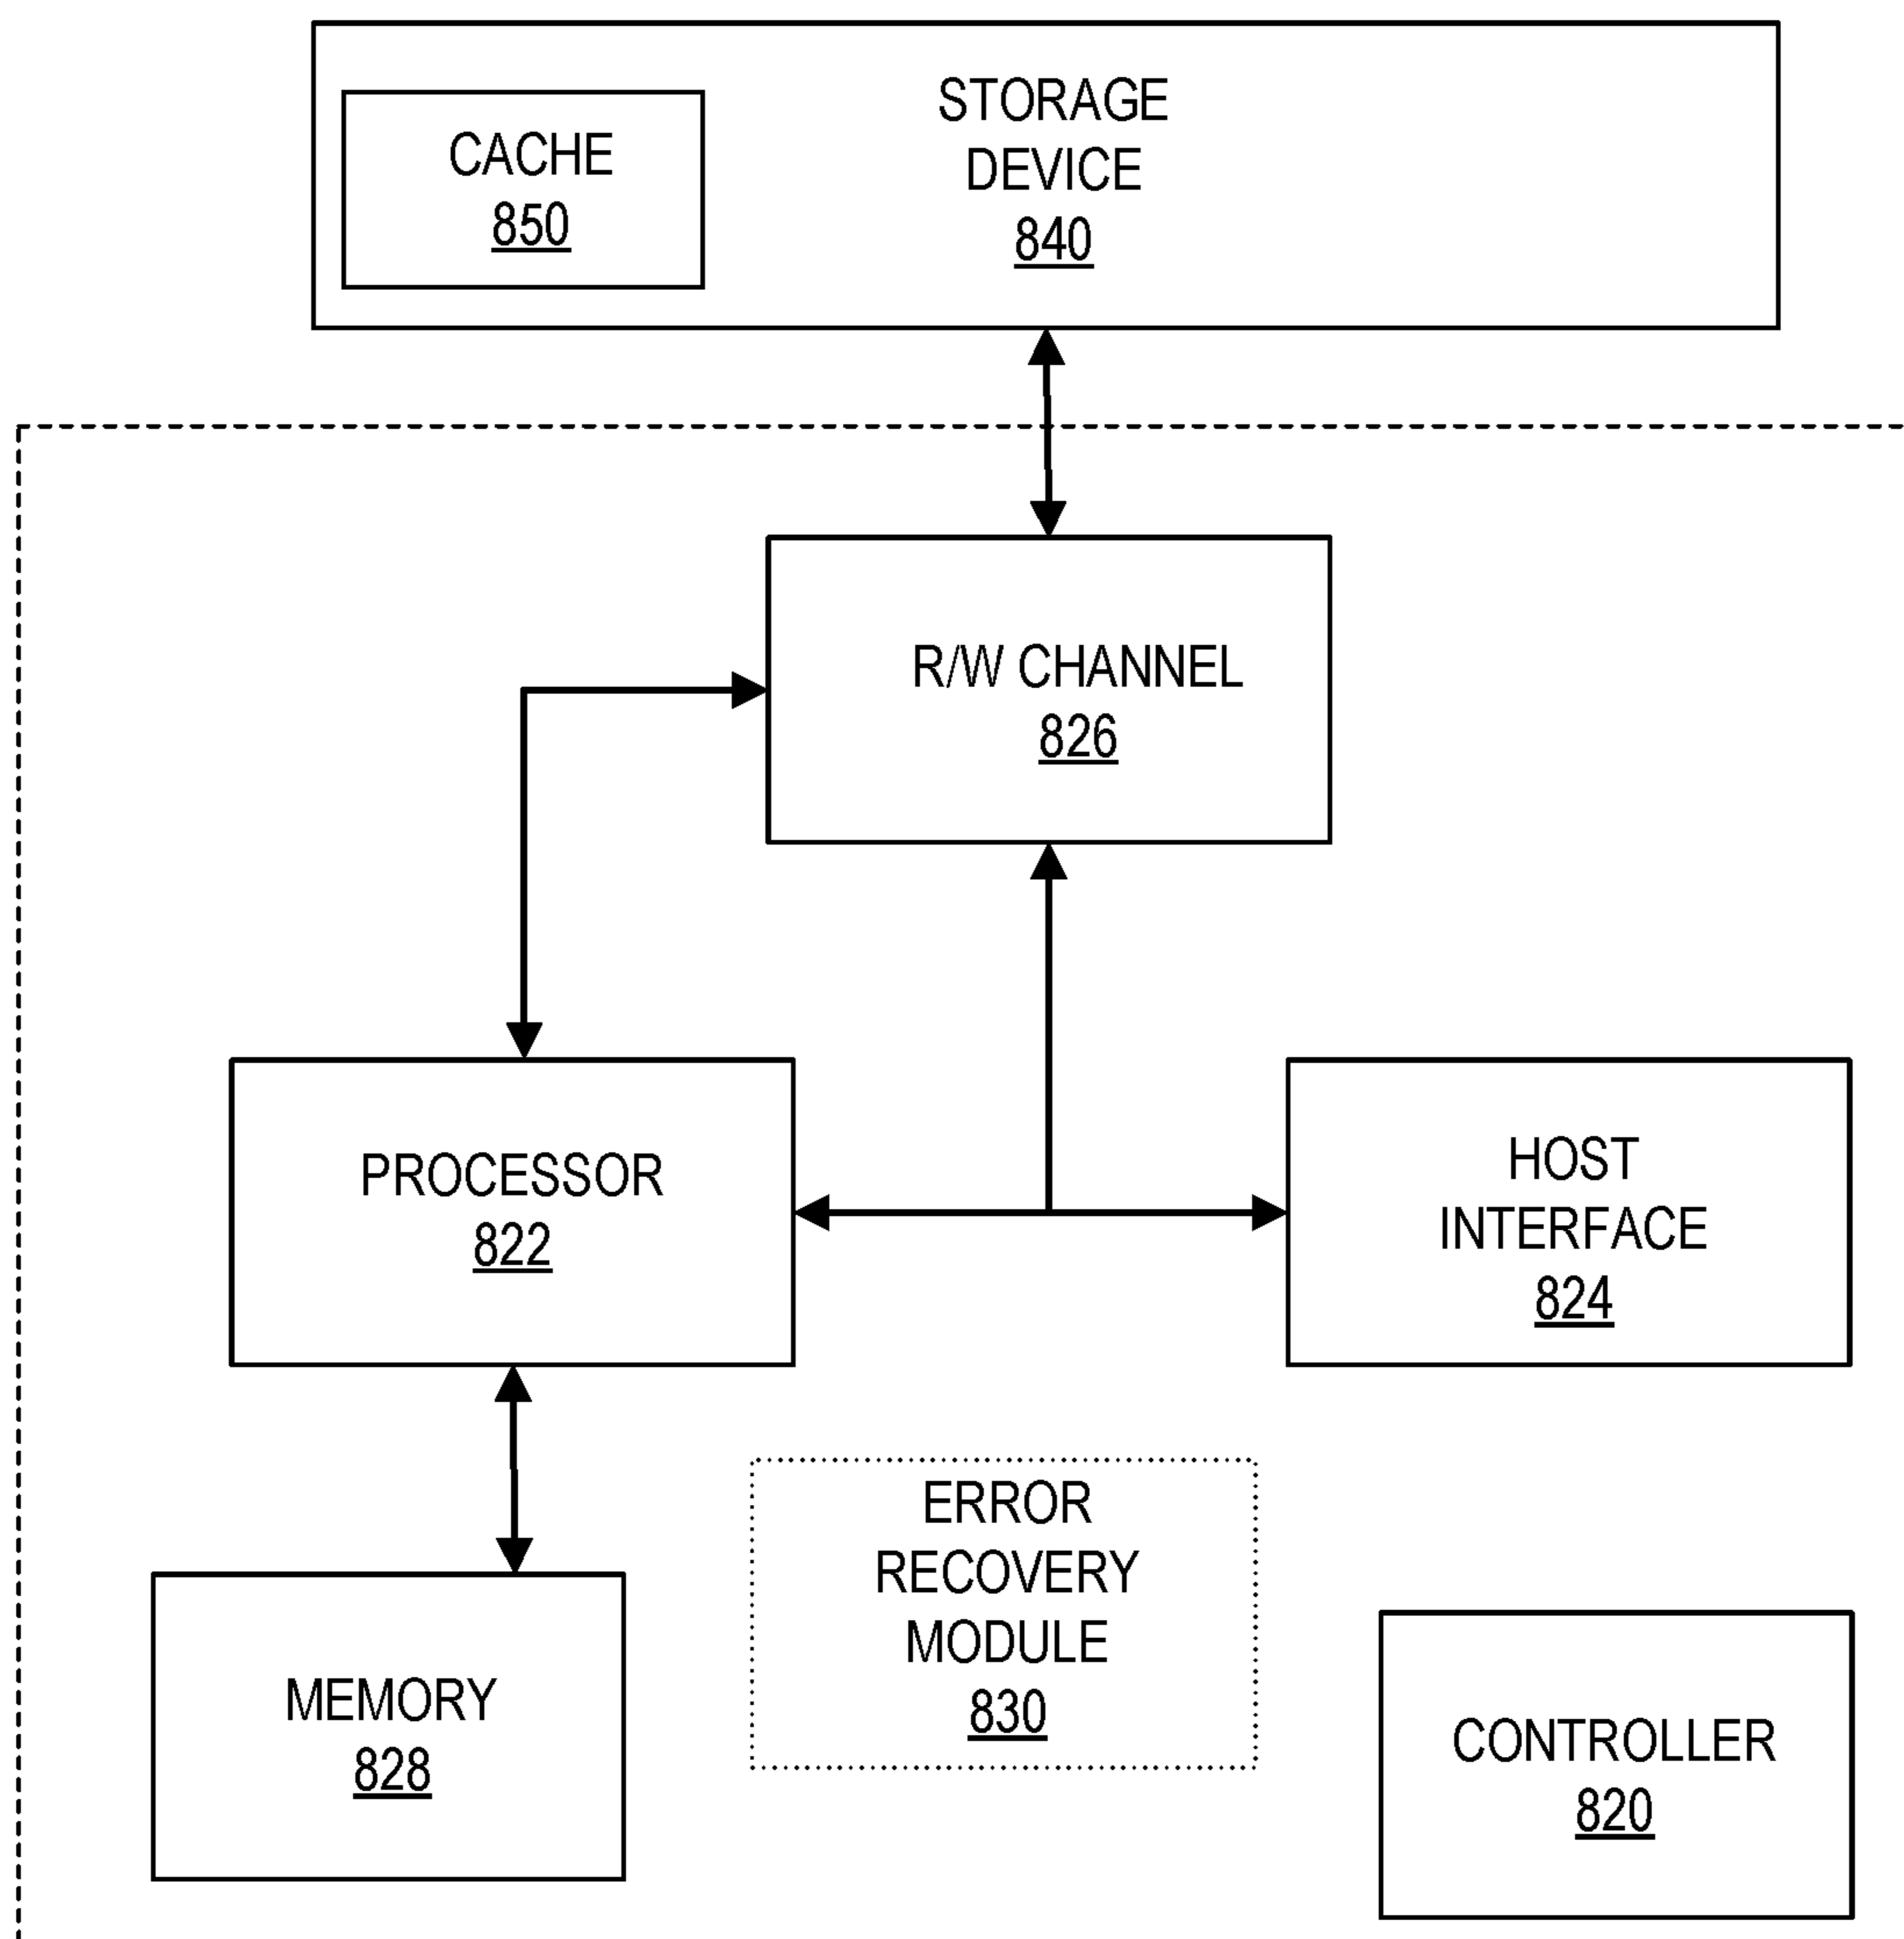 CACHE
850
STORAGE
DEVICE
840
R/W CHANNEL
826
PROCESSOR
822
HOST
INTERFACE
824
ERROR
RECOVERY
MODULE
830
MEMORY
828
CONTROLLER
820